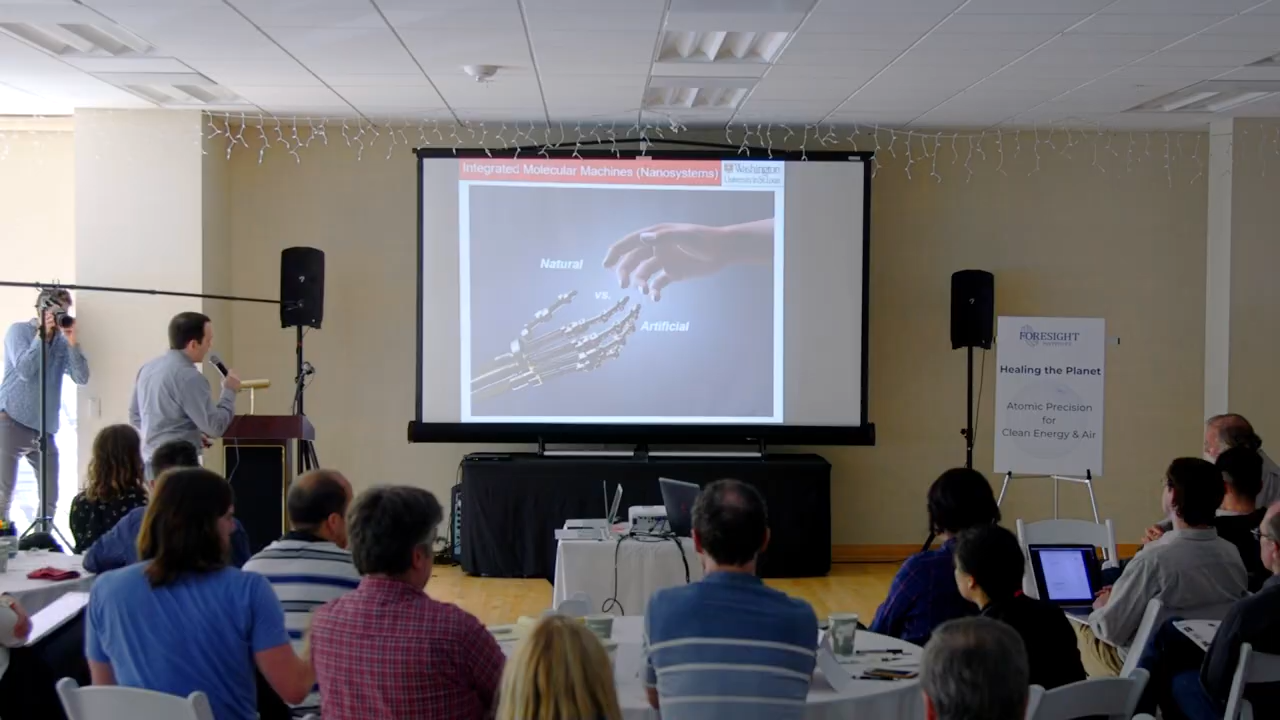 Integrated Molecular Machines (Nanosystems)
Washington
University in St. Louis
Natural
vs.
Artificial
FORESIGHT
INSTITUTE
Healing the Planet
Atomic Precision
for
Clean Energy & Air